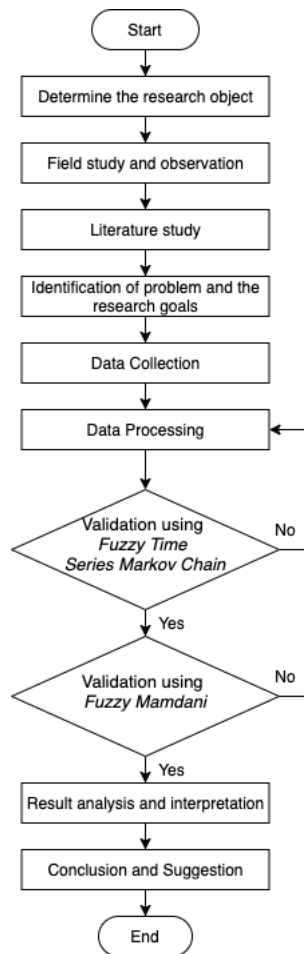 Start
Determine the research object
Field study and observation
Literature study
Identification of problem and the
research goals
Data Collection
Data Processing
Validation using
Fuzzy Time
Series Markov Chain
No
Yes
Validation using
Fuzzy Mamdani
No
Yes
Result analysis and interpretation
Conclusion and Suggestion
End